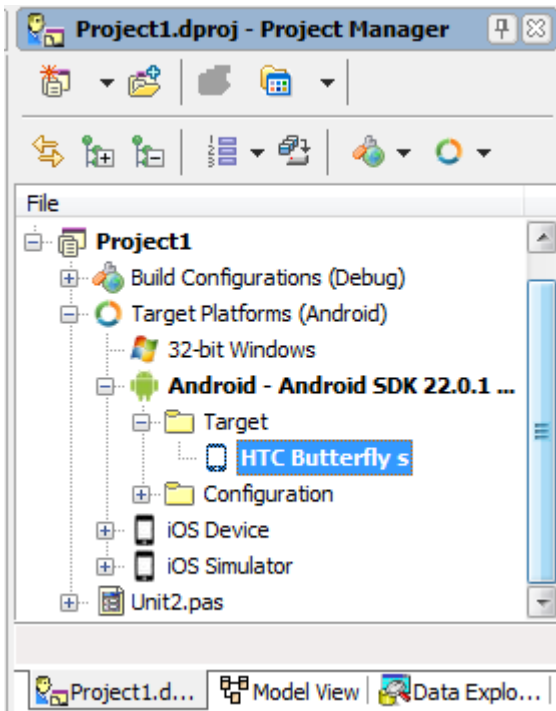 Project1.dproj - Project Manager
File
Project1
Build Configurations (Debug)
Target Platforms (Android)
32-bit Windows
Android - Android SDK 22.0.1 ...
Target
HTC Butterfly s
Configuration
iOS Device
iOS Simulator
Unit2.pas
Project1.d... Model View Data Explo...